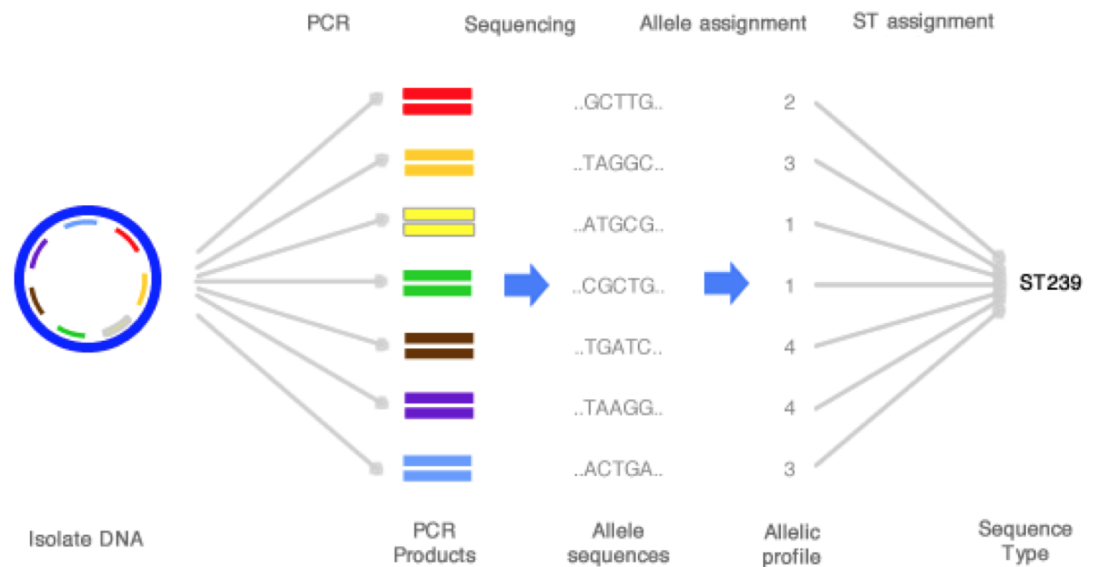 PCR
Sequencing
Allele assignment
ST assignment
..GCTTG..
2
..TAGGC..
3
..ATGCG..
1
..CGCTG..
1
ST239
..TGATC..
4
..TAAGG..
4
..ACTGA..
3
Isolate DNA
PCR
Products
Allele
sequences
Allelic
profile
Sequence
Type